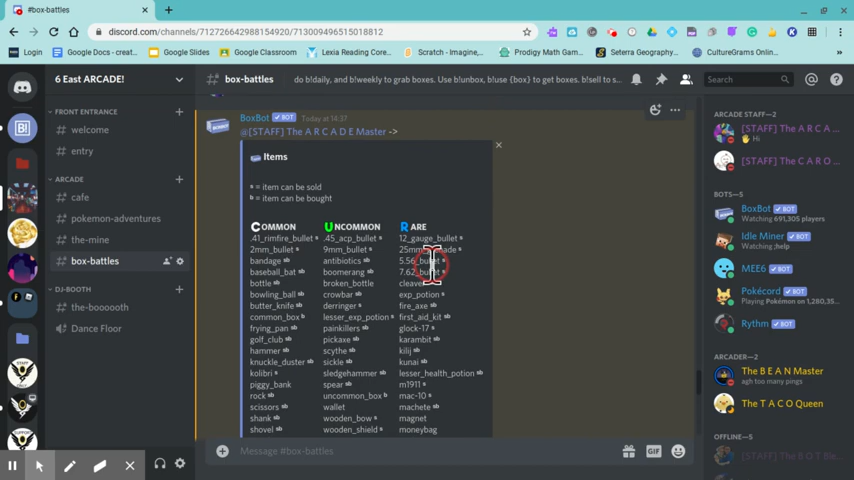 #box-battles
discord.com/channels/712726642988154920/713009496515018812
Login
Google Docs - creat...
Google Slides
Google Classroom
Lexia Reading Core...
Scratch - Imagine,...
Prodigy Math Gam...
Seterra Geography...
CultureGrams Onlin...
6 East ARCADE!
FRONT ENTRANCE
welcome
entry
ARCADE
cafe
pokemon-adventures
the-mine
box-battles
DJ-BOOTH
the-boooooth
Dance Floor
box-battles
do b!daily, and b!weekly to grab boxes. Use b!unbox, b!use {box} to get boxes. b!sell to s...
Search
BoxBot BOT Today at 14:37
@[STAFF] The A R C A D E Master ->
Items
s = item can be sold
b = item can be bought
COMMON UNCOMMON RARE
.41_rimfire_bullet s .45_acp_bullet s 12_gauge_bullet s
2mm_bullet s 9mm_bullet s
bandage sb antibiotics sb
baseball_bat sb boomerang sb
bottle sb broken_bottle cleaver
bowling_ball sb crowbar sb exp_potion s
butter_knife sb derringer s fire_axe sb
common_box b lesser_exp_potion s first_aid_kit sb
frying_pan sb painkillers sb glock-17 s
golf_club sb pickaxe sb karambit sb
hammer sb scythe sb kilij sb
knuckle_duster sb sickle sb kunai sb
kolibri s sledgehammer sb lesser_health_potion sb
piggy_bank spear sb m1911 s
rock sb uncommon_box b mac-10 s
scissors sb wallet machete sb
shank sb wooden_bow s magnet
shovel sb wooden_shield s moneybag
Message #box-battles
GIF
ARCADE STAFF—2
[STAFF] The A R C A ...
Hi
[STAFF] The C A R O ...
BOTS—5
BoxBot BOT
Watching 691,305 players
Idle Miner BOT
Watching ;help
MEE6 BOT
Pokécord BOT
Playing Pokémon on 1,280,35...
Rythm BOT
ARCADER—2
The B E A N Master
agh too many pings
The T A C O Queen
OFFLINE—5
[STAFF] The B O T Ble...